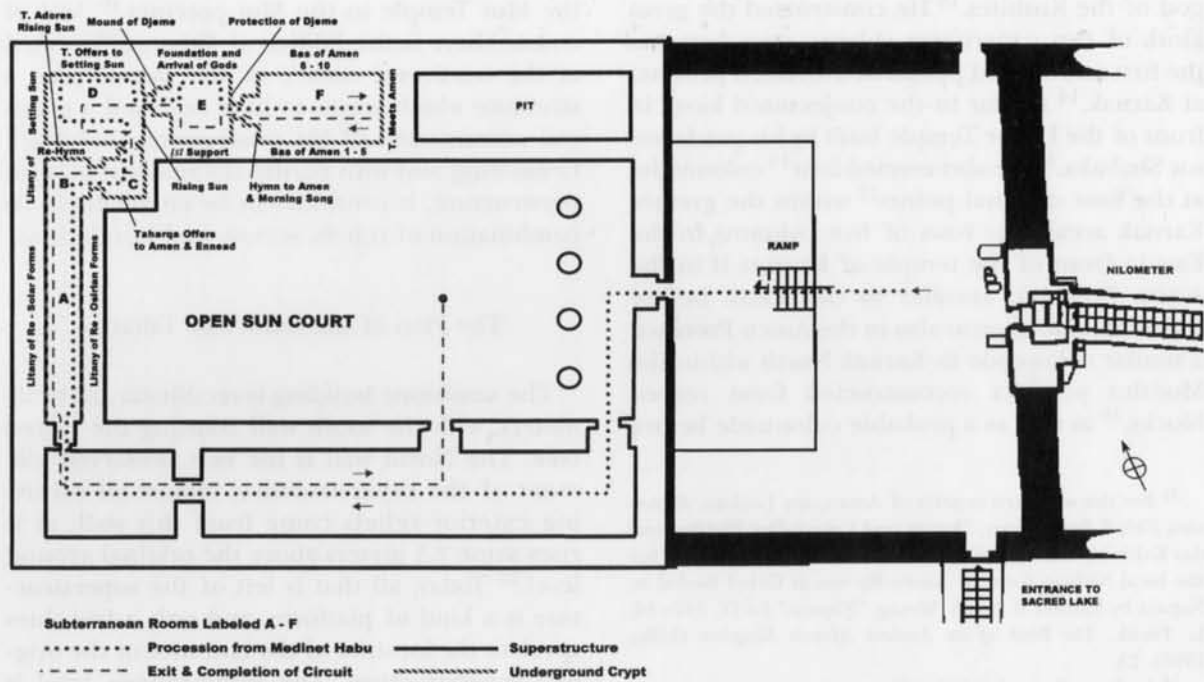 T. Adores
Rising Sun
Mound of Djeme
Protection of Djeme
T. Offers to
Setting Sun
Foundation and
Arrival of Gods
Bas of Amen
6 - 10
D
E
F
PIT
Setting Sun
T. Meets Amen
Hymn
Litany of
B
C
Support
Rising Sun
Bas of Amen 1 - 5
Hymn to Amen
& Morning Song
Taharqa Offers
to Amen & Ennead
Litany of Re - Solar Forms
A
Litany of Re - Osirian Forms
OPEN SUN COURT
RAMP
NILOMETER
ENTRANCE TO
SACRED LAKE
Subterranean Rooms Labeled A - F
Procession from Medinet Habu
Superstructure
Exit & Completion of Circuit
Underground Crypt